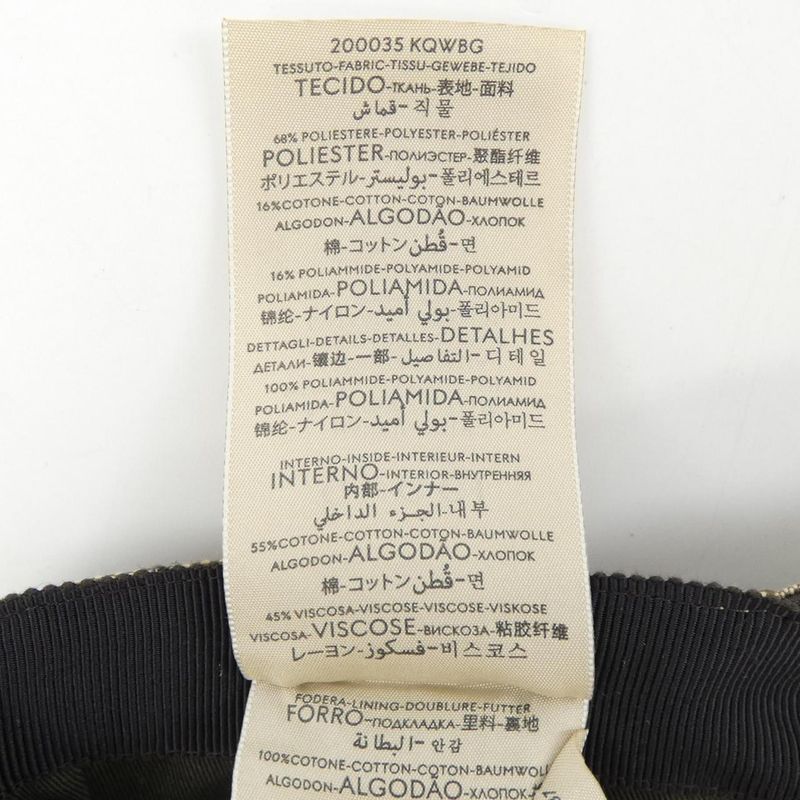 200035 KQWBG
TESSUTO-FABRIC-TISSU-GEWEBE-TEJIDO
TECIDO-ТКАНЬ-表地-面料
قماش-직물
68% POLIESTERE-POLYESTER-POLIÉSTER
POLIESTER-ПОЛИЭСТЕР-聚酯纤维
ポリエステル-بوليستر-폴리에스테르
16%COTONE-COTTON-COTON-BAUMWOLLE
ALGODON-ALGODÃO-ХЛОПОК
棉-コットン-قُطن-면
16% POLIAMMIDE-POLYAMIDE-POLYAMID
POLIAMIDA-POLIAMIDA-ПОЛИАМИД
锦纶-ナイロン-بولي أميد-폴리아미드
DETTAGLI-DETAILS-DETALLES-DETALHES
ДЕТАЛИ-镶边-一部-التفاصيل-디테일
100% POLIAMMIDE-POLYAMIDE-POLYAMID
POLIAMIDA-POLIAMIDA-ПОЛИАМИД
锦纶-ナイロン-بولي أميد-폴리아미드
INTERNO-INSIDE-INTERIEUR-INTERN
INTERNO-INTERIOR-ВНУТРЕННЯЯ
内部-インナー
الجزء الداخلي-내부
55%COTONE-COTTON-COTON-BAUMWOLLE
ALGODON-ALGODÃO-ХЛОПОК
棉-コットン-قُطن-면
45% VISCOSA-VISCOSE-VISCOSE-VISKOSE
VISCOSA-VISCOSE-ВИСКОЗА-粘胶纤维
レーヨン-فسكوز-비스코스
FODERA-LINING-DOUBLURE-FUTTER
FORRO-ПОДКЛАДКА-里料-裏地
البطانة-안감
100%COTONE-COTTON-COTON-BAUMWOLL
ALGODON-ALGODÃO-ХЛОПОК